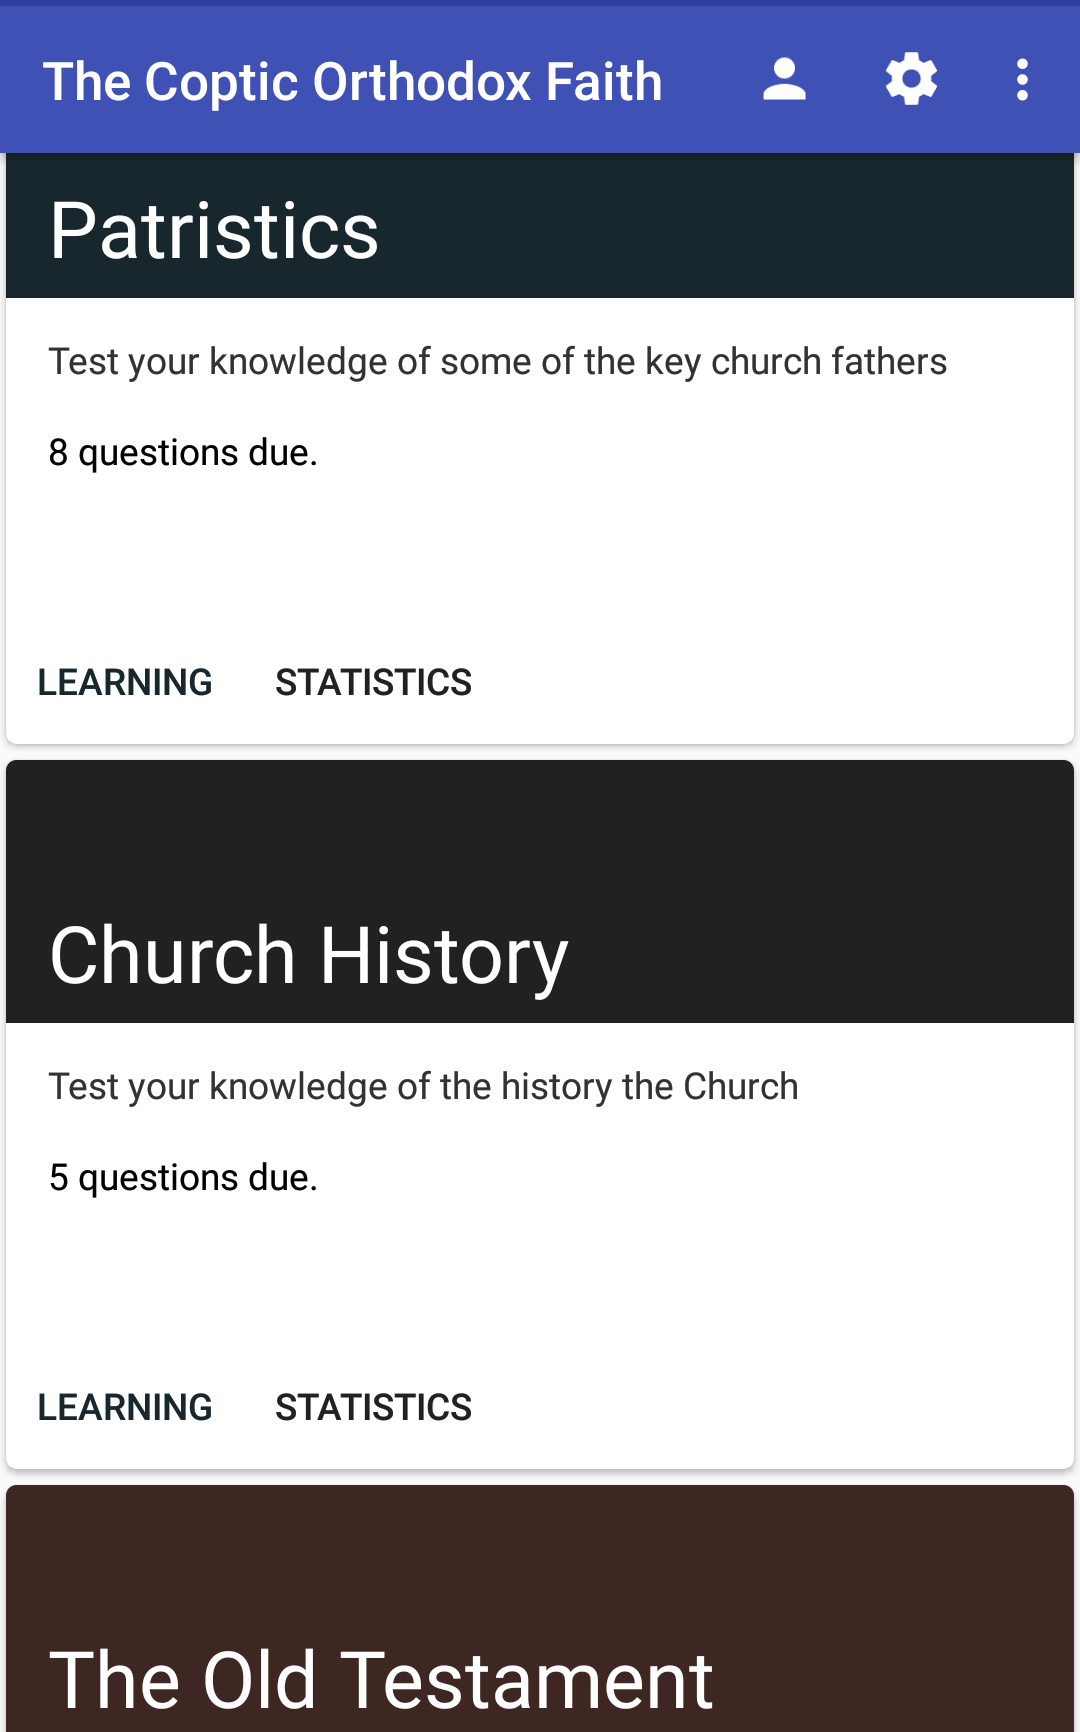 The Coptic Orthodox Faith
Patristics
Test your knowledge of some of the key church fathers
8 questions due.
LEARNING STATISTICS
Church History
Test your knowledge of the history the Church
5 questions due.
LEARNING STATISTICS
The Old Testament